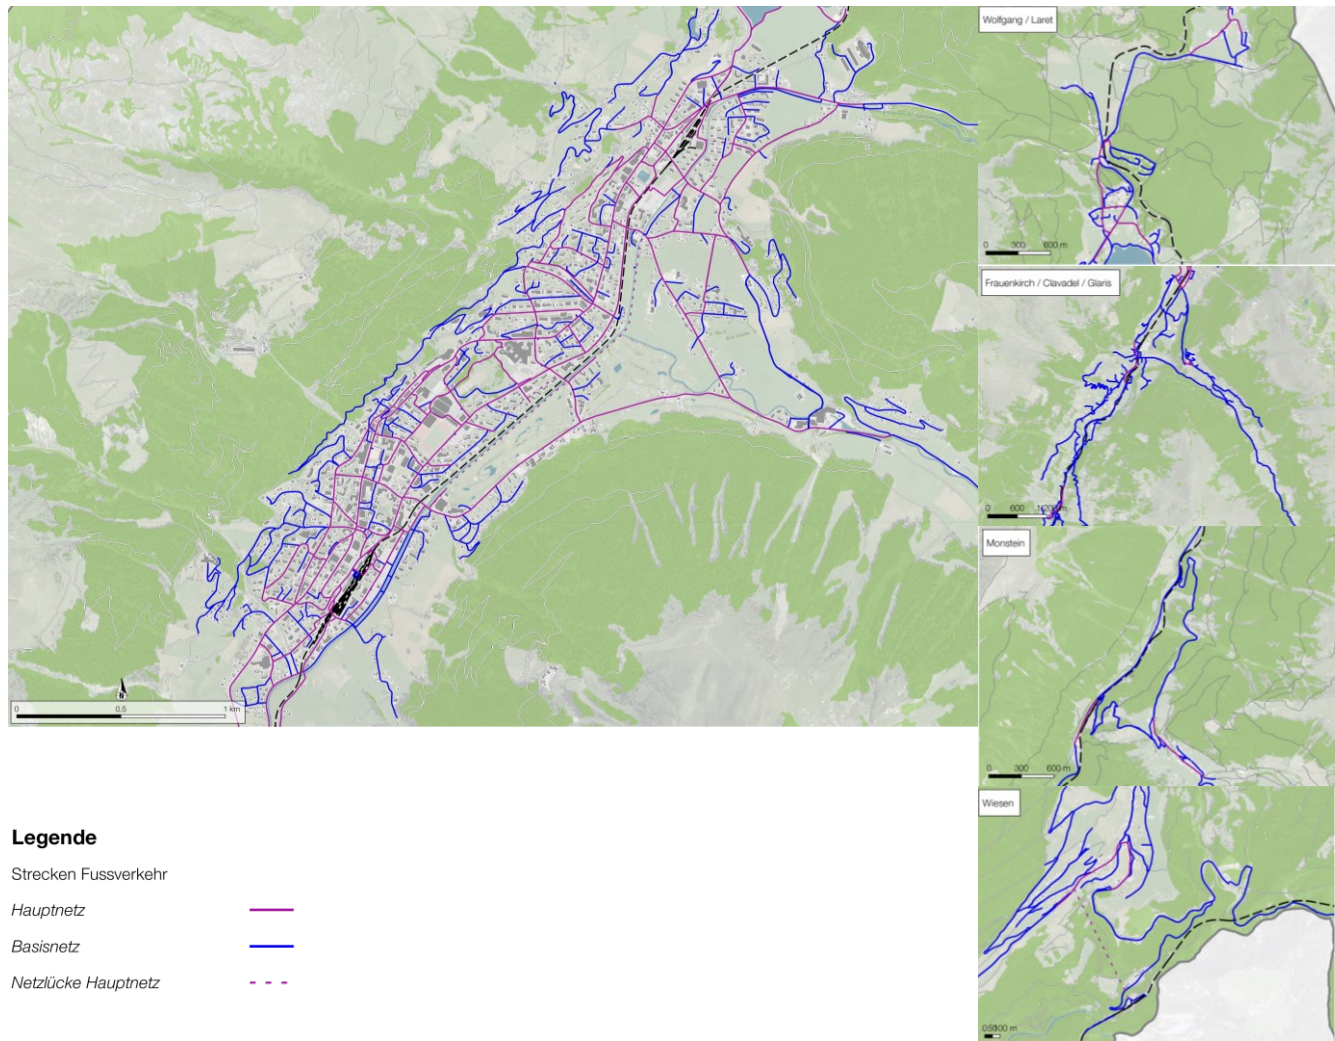 Wolfgang / Laret
0 300 600 m
Frauenkirch / Clavadel / Glaris
0 600
Monstein
0 300 600 m
Wiesen
N
0 0.5 1 km
Legende
Strecken Fussverkehr
Hauptnetz
Basisnetz
Netzlücke Hauptnetz